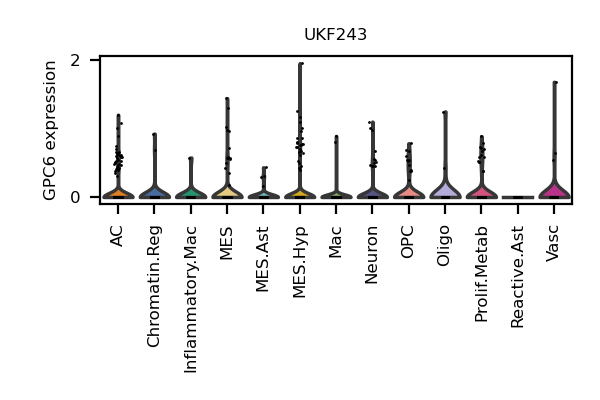 UKF243
GPC6 expression
2
0
AC
Chromatin.Reg
Inflammatory.Mac
MES
MES.Ast
MES.Hyp
Mac
Neuron
OPC
Oligo
Prolif.Metab
Reactive.Ast
Vasc